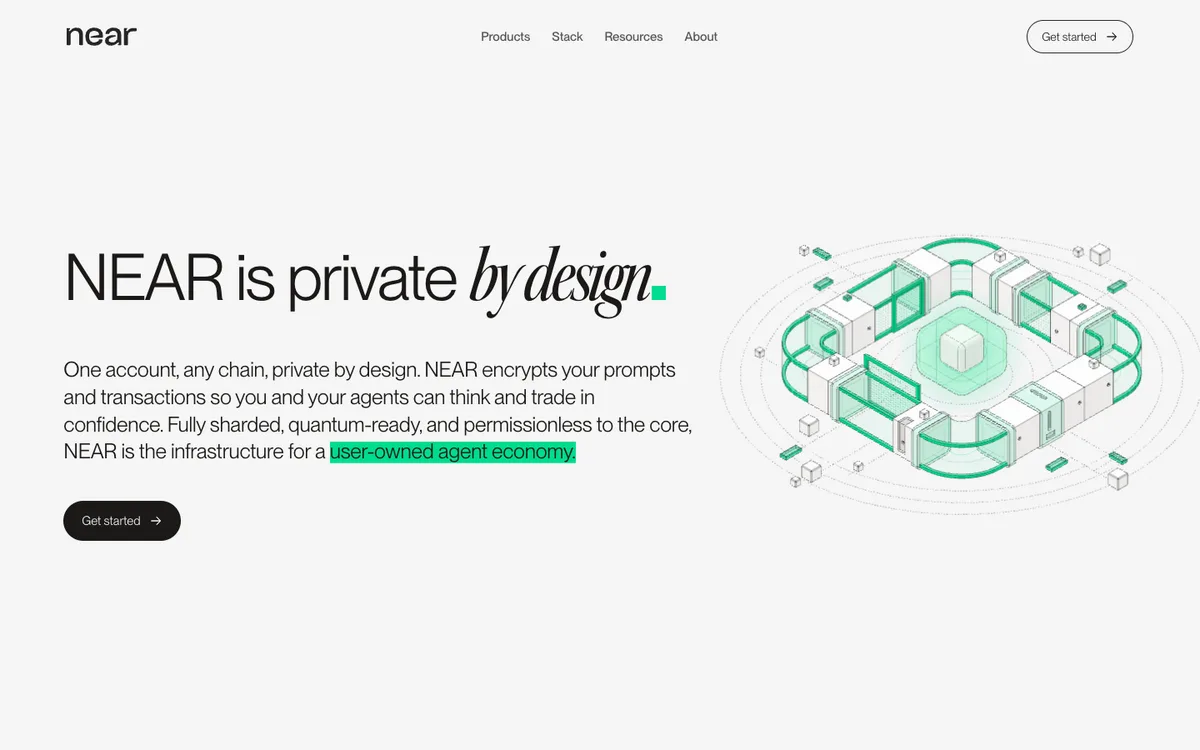 near
Products
Stack
Resources
About
Get started
NEAR is private by design.
One account, any chain, private by design. NEAR encrypts your prompts
and transactions so you and your agents can think and trade in
confidence. Fully sharded, quantum-ready, and permissionless to the core,
NEAR is the infrastructure for a user-owned agent economy.
Get started